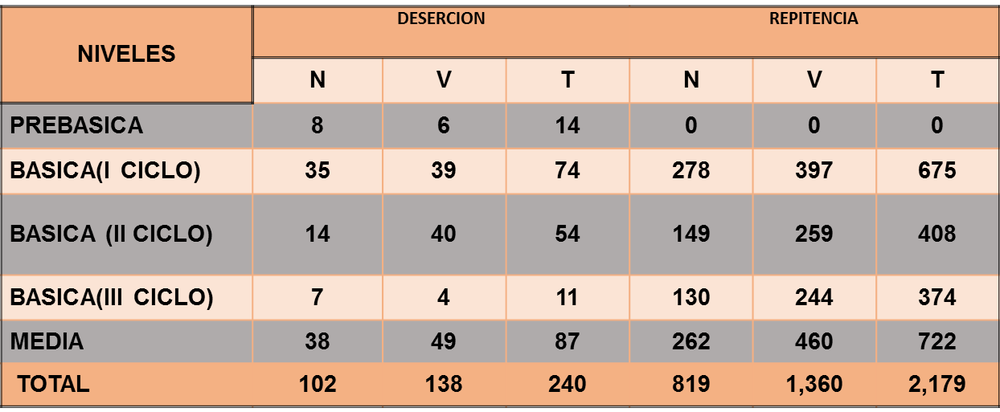 NIVELES DESERCION REPITENCIA
N V T N V T
PREBASICA 8 6 14 0 0 0
BASICA(I CICLO) 35 39 74 278 397 675
BASICA (II CICLO) 14 40 54 149 259 408
BASICA(III CICLO) 7 4 11 130 244 374
MEDIA 38 49 87 262 460 722
TOTAL 102 138 240 819 1,360 2,179